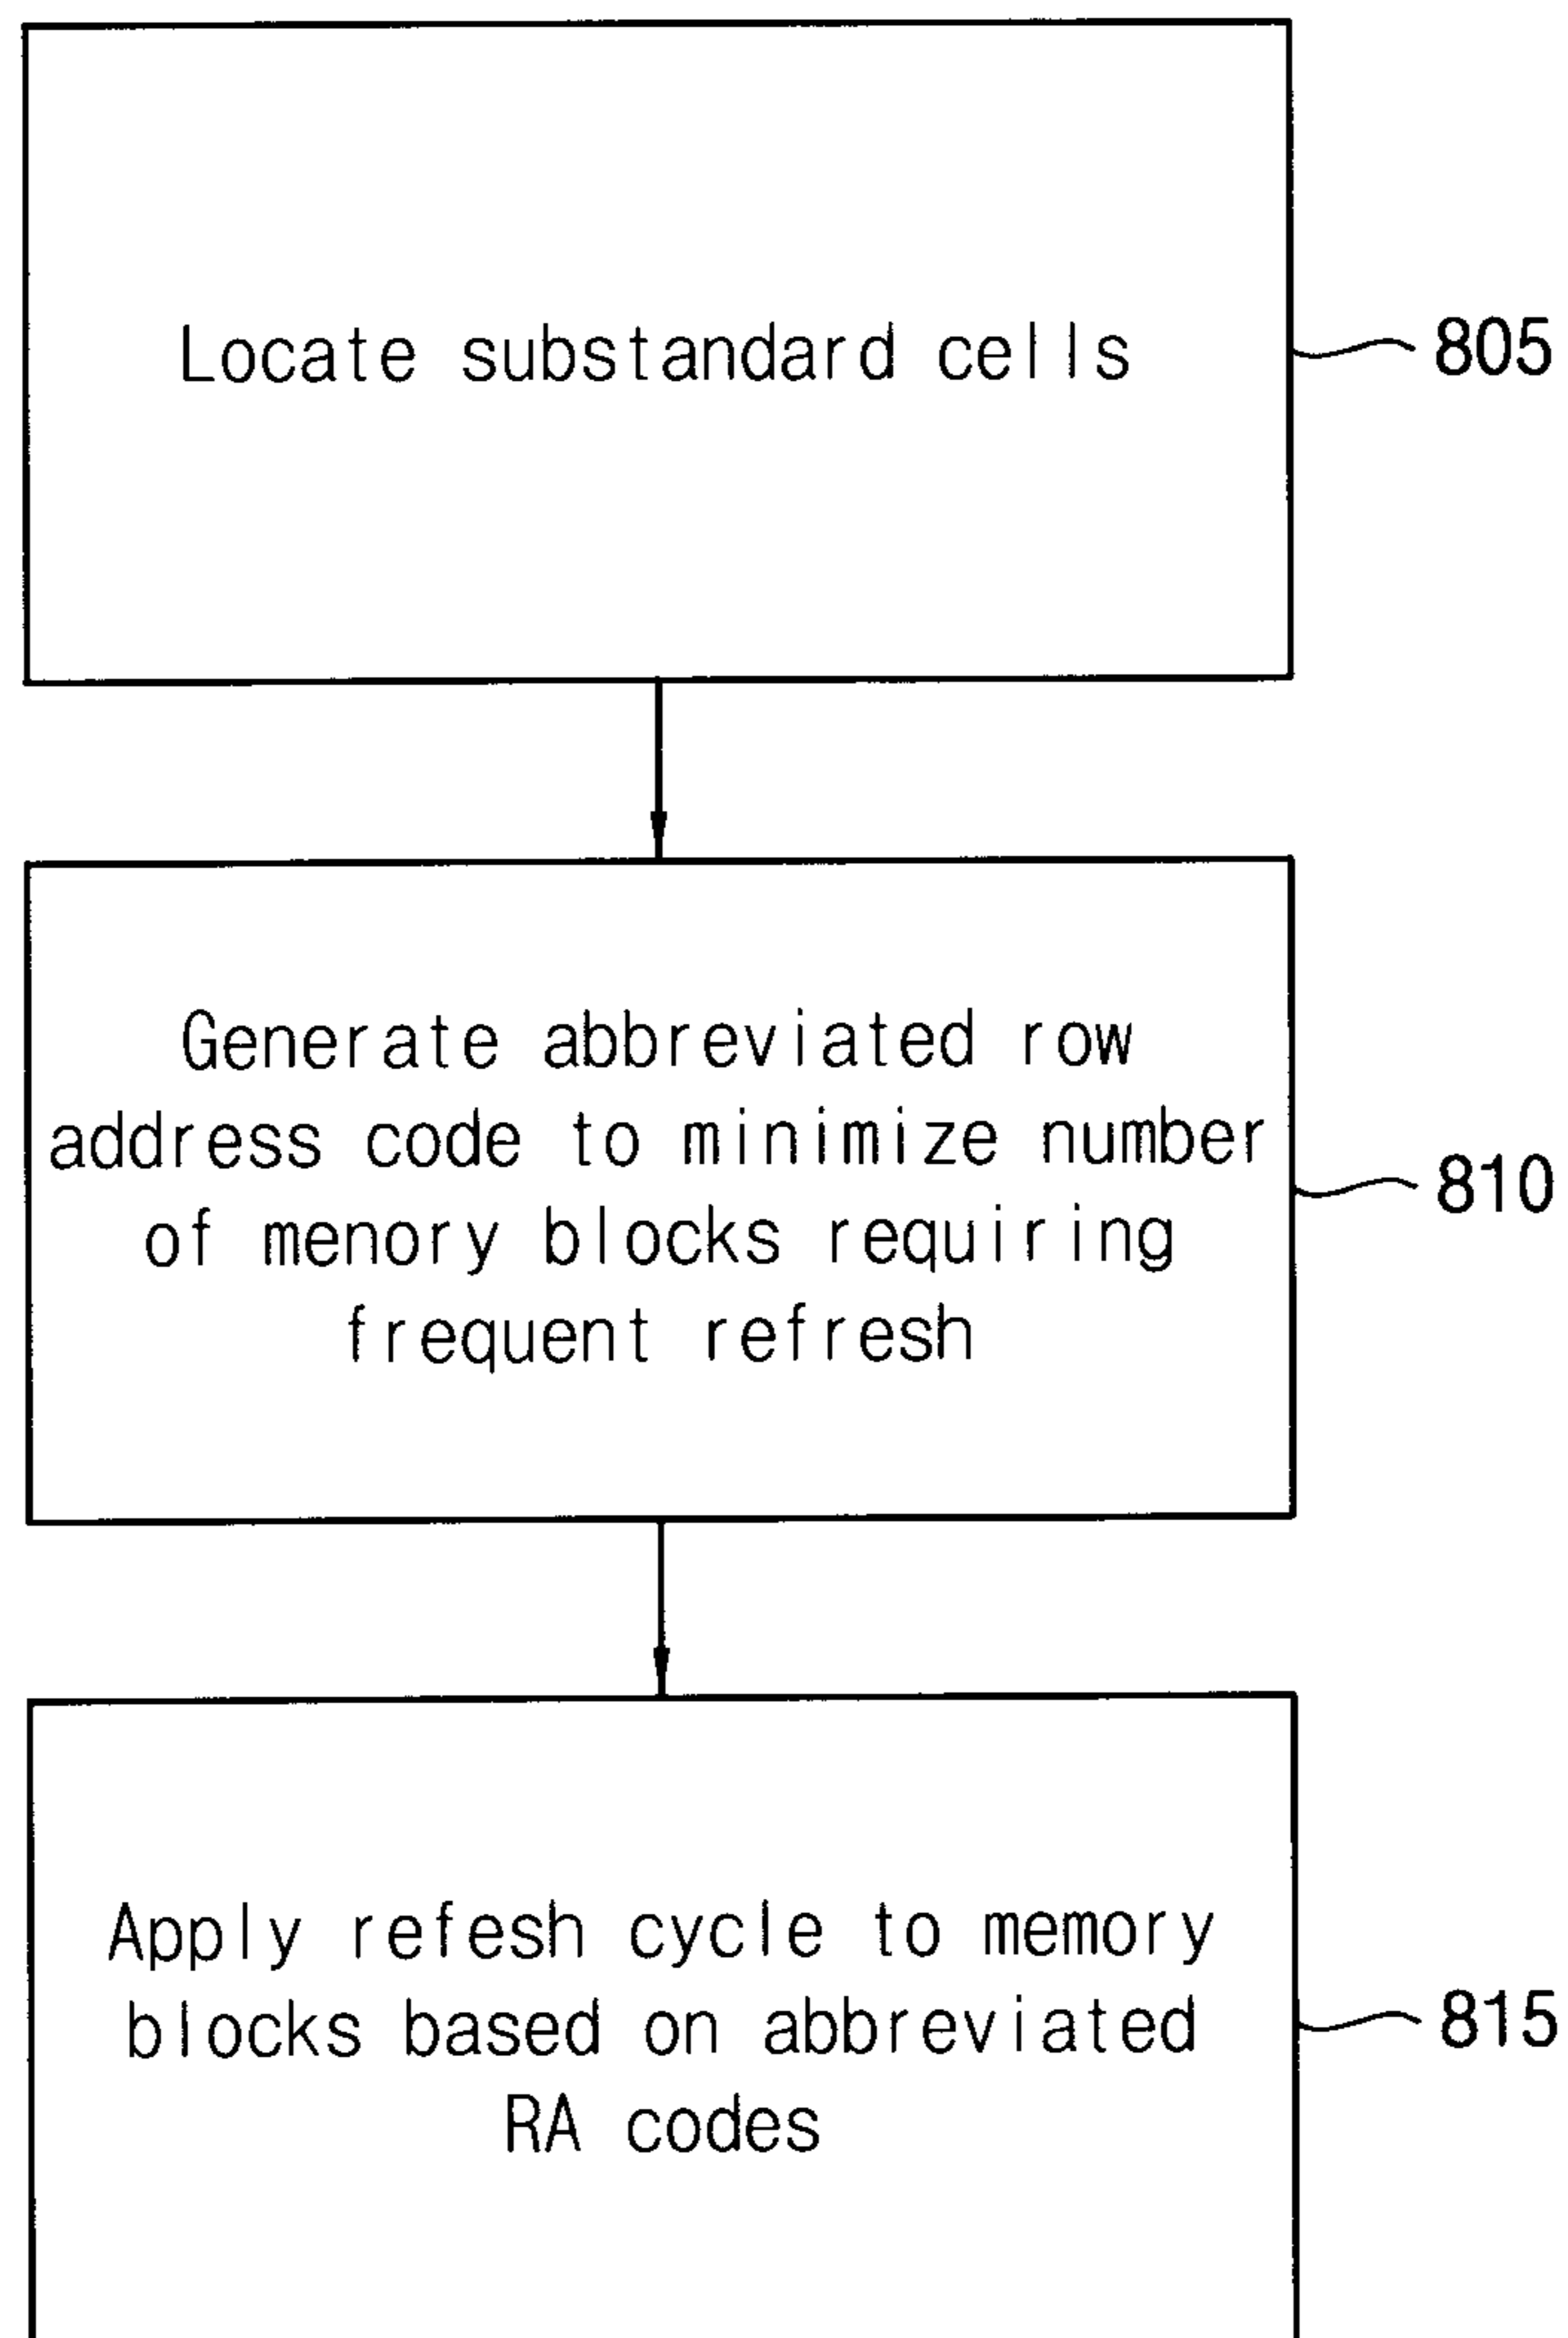 Locate substandard cells
805
Generate abbreviated row
address code to minimize number
of menory blocks requiring
frequent refresh
810
Apply refesh cycle to memory
blocks based on abbreviated
RA codes
815